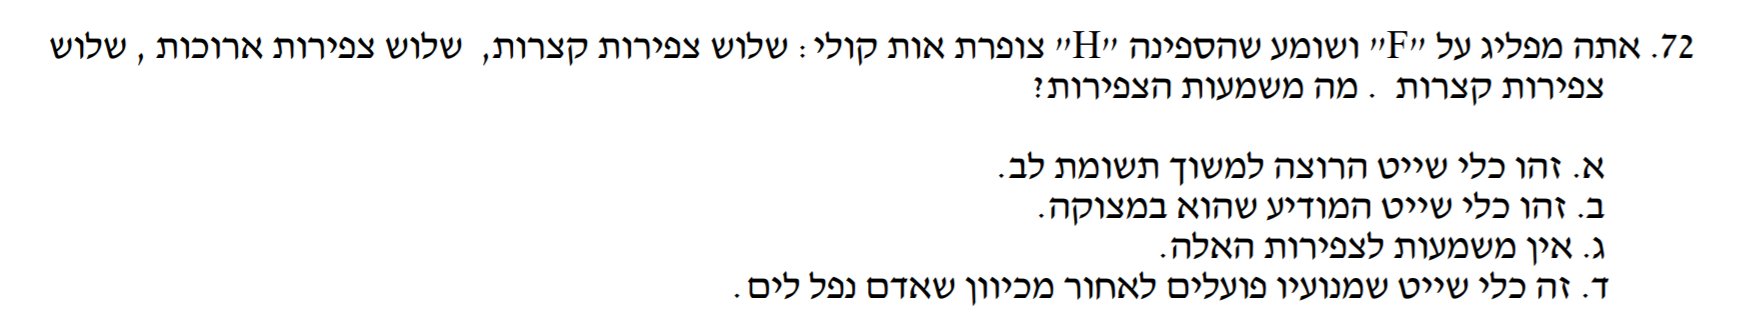 72. אתה מפליג על "F" ושומע שהספינה "H" צופרת אות קולי: שלוש צפירות קצרות, שלוש צפירות ארוכות, שלוש
צפירות קצרות. מה משמעות הצפירות?
א. זהו כלי שייט הרוצה למשוך תשומת לב.
ב. זהו כלי שייט המודיע שהוא במצוקה.
ג. אין משמעות לצפירות האלה.
ד. זה כלי שייט שמנועיו פועלים לאחור מכיוון שאדם נפל לים.